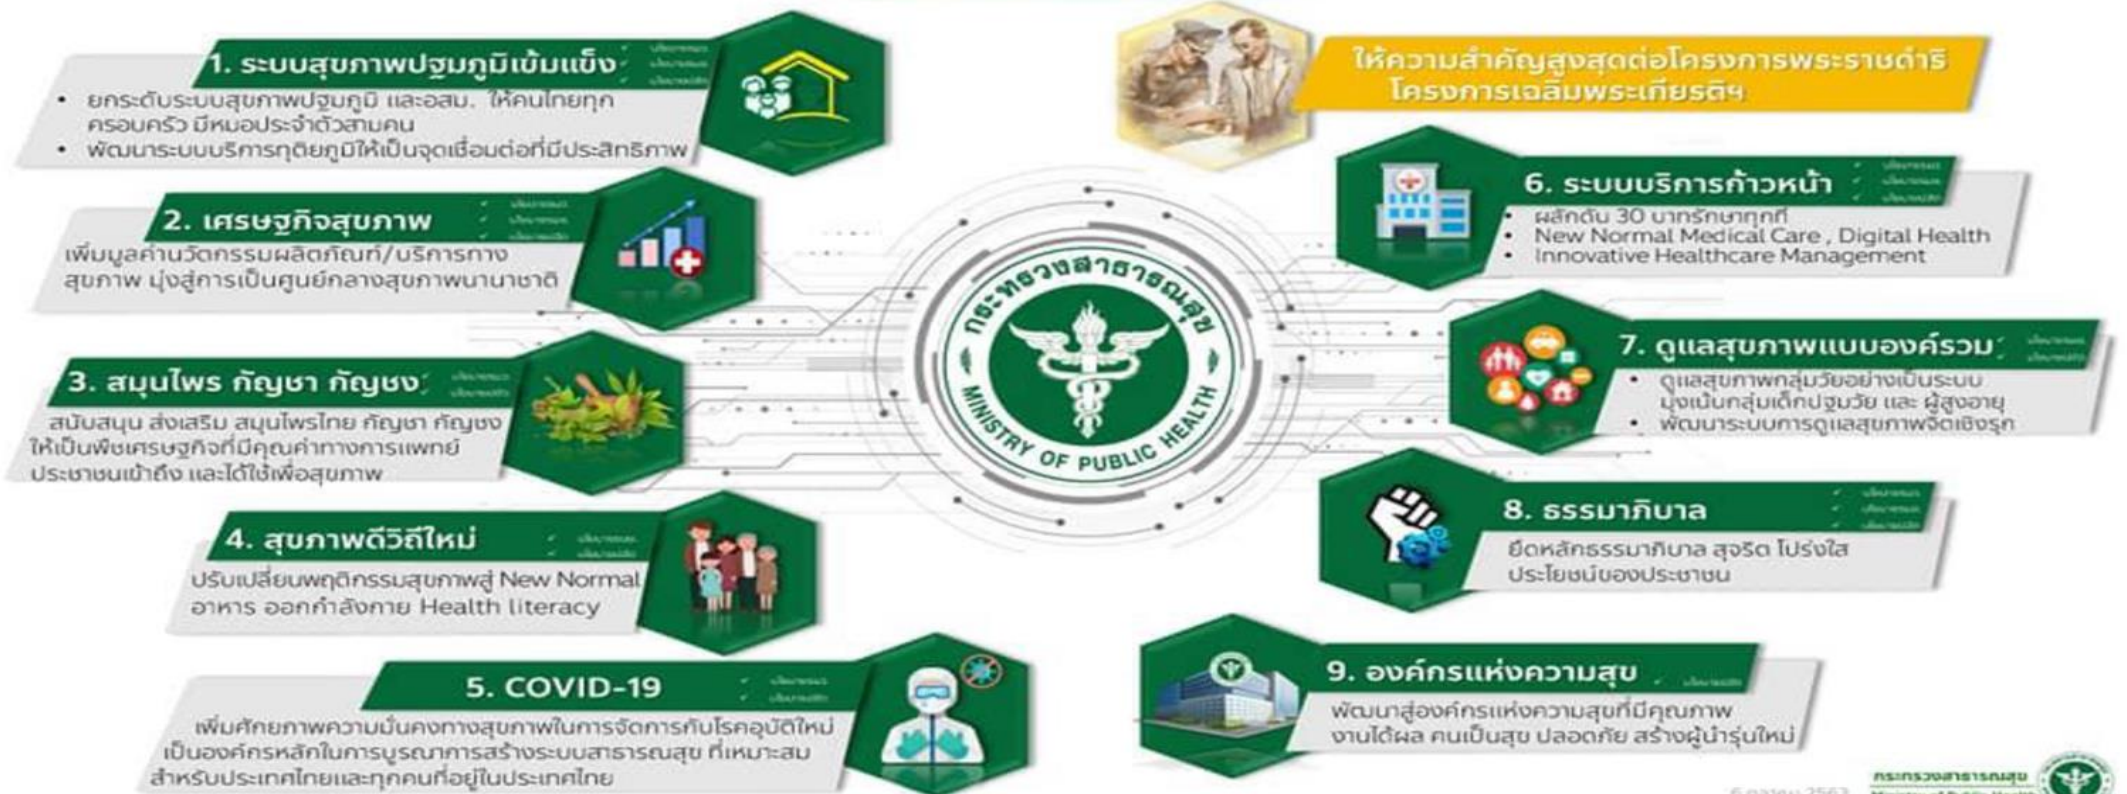 1. ระบบสุขภาพปฐมภูมิเข้มแข็ง
• ยกระดับระบบสุขภาพปฐมภูมิ และอสม. ให้คนไทยทุก
ครอบครัว มีหมอประจำตัวสามคน
• พัฒนาระบบบริการทุติยภูมิให้เป็นจุดเชื่อมต่อที่มีประสิทธิภาพ
2. เศรษฐกิจสุขภาพ
เพิ่มมูลค่านวัตกรรมผลิตภัณฑ์/บริการทาง
สุขภาพ มุ่งสู่การเป็นศูนย์กลางสุขภาพนานาชาติ
3. สมุนไพร กัญชา กัญชง
สนับสนุน ส่งเสริม สมุนไพรไทย กัญชา กัญชง
ให้เป็นพืชเศรษฐกิจที่มีคุณค่าทางการแพทย์
ประชาชนเข้าถึง และได้ใช้เพื่อสุขภาพ
4. สุขภาพดีวิถีใหม่
ปรับเปลี่ยนพฤติกรรมสุขภาพสู่ New Normal
อาหาร ออกกำลังกาย Health literacy
5. COVID-19
เพิ่มศักยภาพความมั่นคงทางสุขภาพในการจัดการกับโรคอุบัติใหม่
เป็นองค์กรหลักในการบูรณาการสร้างระบบสาธารณสุข ที่เหมาะสม
สำหรับประเทศไทยและทุกคนที่อยู่ในประเทศไทย
กระทรวงสาธารณสุข
MINISTRY OF PUBLIC HEALTH
ให้ความสำคัญสูงสุดต่อโครงการพระราชดำริ
โครงการเฉลิมพระเกียรติฯ
6. ระบบบริการก้าวหน้า
• ผลักดัน 30 บาทรักษาทุกที่
• New Normal Medical Care , Digital Health
• Innovative Healthcare Management
7. ดูแลสุขภาพแบบองค์รวม
• ดูแลสุขภาพกลุ่มวัยอย่างเป็นระบบ
มุ่งเน้นกลุ่มเด็กปฐมวัย และ ผู้สูงอายุ
• พัฒนาระบบการดูแลสุขภาพจิตเชิงรุก
8. ธรรมาภิบาล
ยึดหลักธรรมาภิบาล สุจริต โปร่งใส
ประโยชน์ของประชาชน
9. องค์กรแห่งความสุข
พัฒนาสู่องค์กรแห่งความสุขที่มีคุณภาพ
งานได้ผล คนเป็นสุข ปลอดภัย สร้างผู้นำรุ่นใหม่
กระทรวงสาธารณสุข
6 ตุลาคม 2563